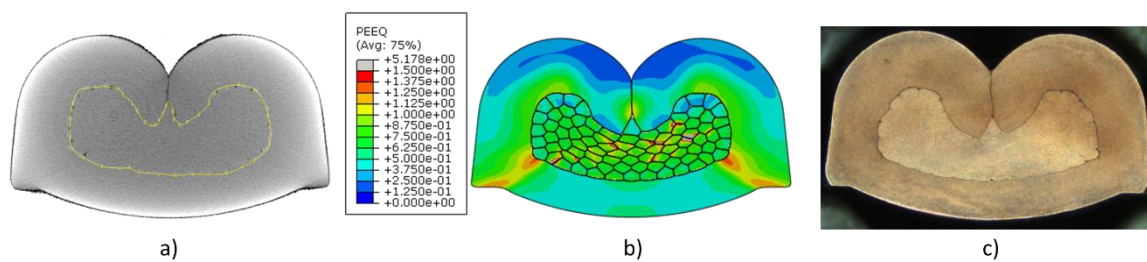 PEEQ
(Avg: 75%)
+5.178e+00
+1.500e+00
+1.375e+00
+1.250e+00
+1.125e+00
+1.000e+00
+8.750e-01
+7.500e-01
+6.250e-01
+5.000e-01
+3.750e-01
+2.500e-01
+1.250e-01
+0.000e+00
a)
b)
c)